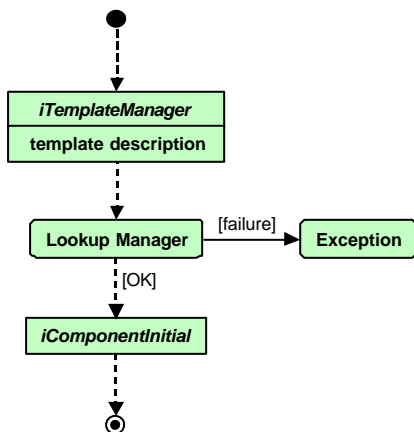 iTemplateManager
template description
[failure]
Lookup Manager
Exception
[OK]
iComponentInitial